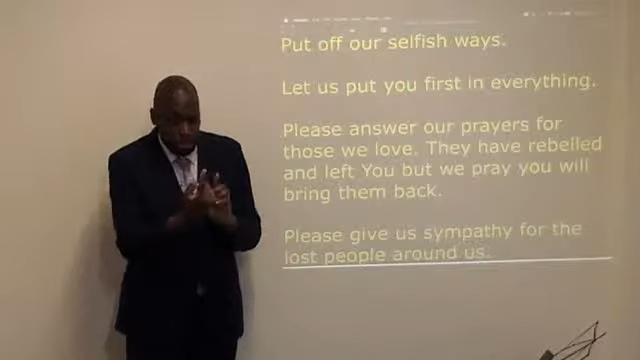 Put off our selfish ways.
Let us put you first in everything.
Please answer our prayers for
those we love. They have rebelled
and left You but we pray you will
bring them back.
Please give us sympathy for the
lost people around us.